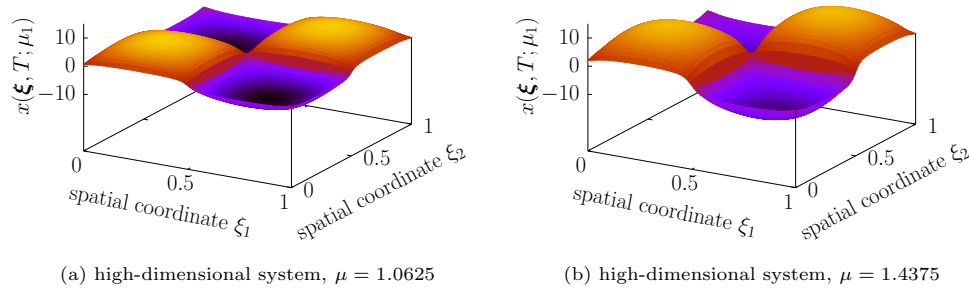 x(ξ, T; μ₁)
10
0
−10
0
0.5
1
spatial coordinate ξ₁
0
0.5
1
spatial coordinate ξ₂
(a) high-dimensional system, μ = 1.0625
x(ξ, T; μ₁)
10
0
−10
0
0.5
1
spatial coordinate ξ₁
0
0.5
1
spatial coordinate ξ₂
(b) high-dimensional system, μ = 1.4375